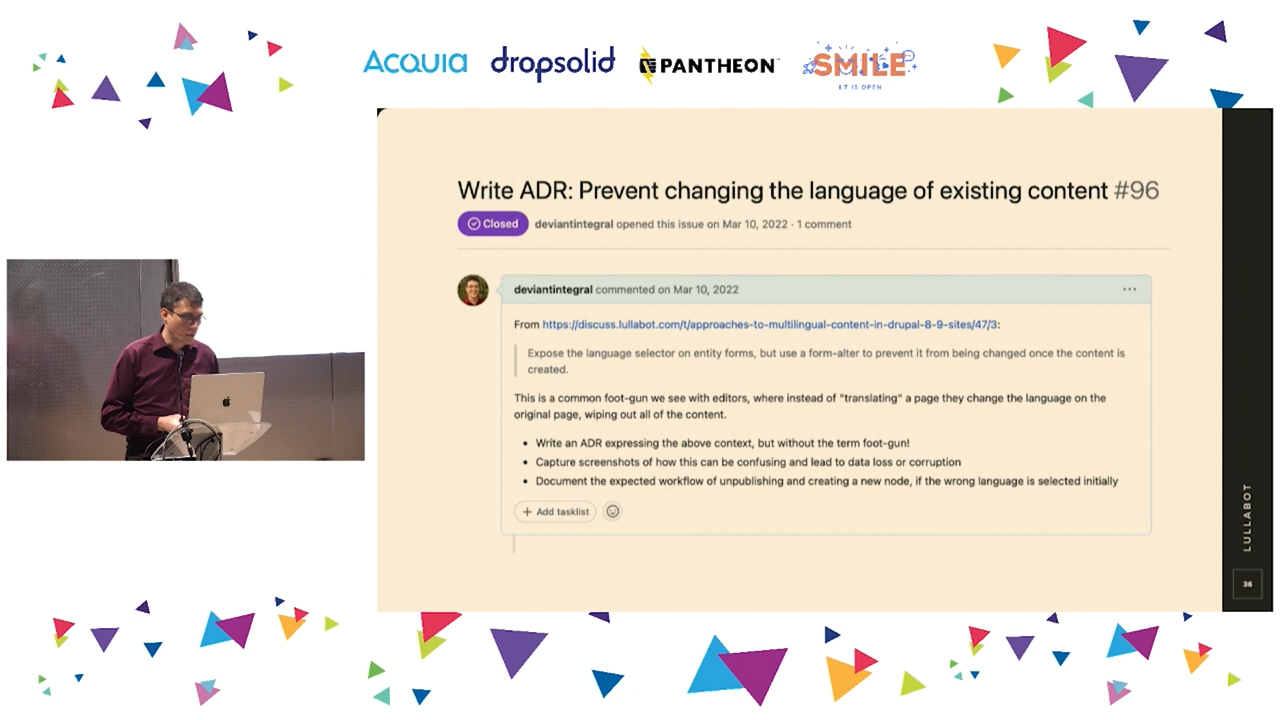 ACQUIA
dropsolid
PANTHEON
SMILE
I.T IS OPEN
Write ADR: Prevent changing the language of existing content #96
Closed deviantintegral opened this issue on Mar 10, 2022 · 1 comment
deviantintegral commented on Mar 10, 2022
From https://discuss.lullabot.com/t/approaches-to-multilingual-content-in-drupal-8-9-sites/47/3:
Expose the language selector on entity forms, but use a form-alter to prevent it from being changed once the content is
created.
This is a common foot-gun we see with editors, where instead of "translating" a page they change the language on the
original page, wiping out all of the content.
• Write an ADR expressing the above context, but without the term foot-gun!
• Capture screenshots of how this can be confusing and lead to data loss or corruption
• Document the expected workflow of unpublishing and creating a new node, if the wrong language is selected initially
+ Add tasklist
LULLABOT
36